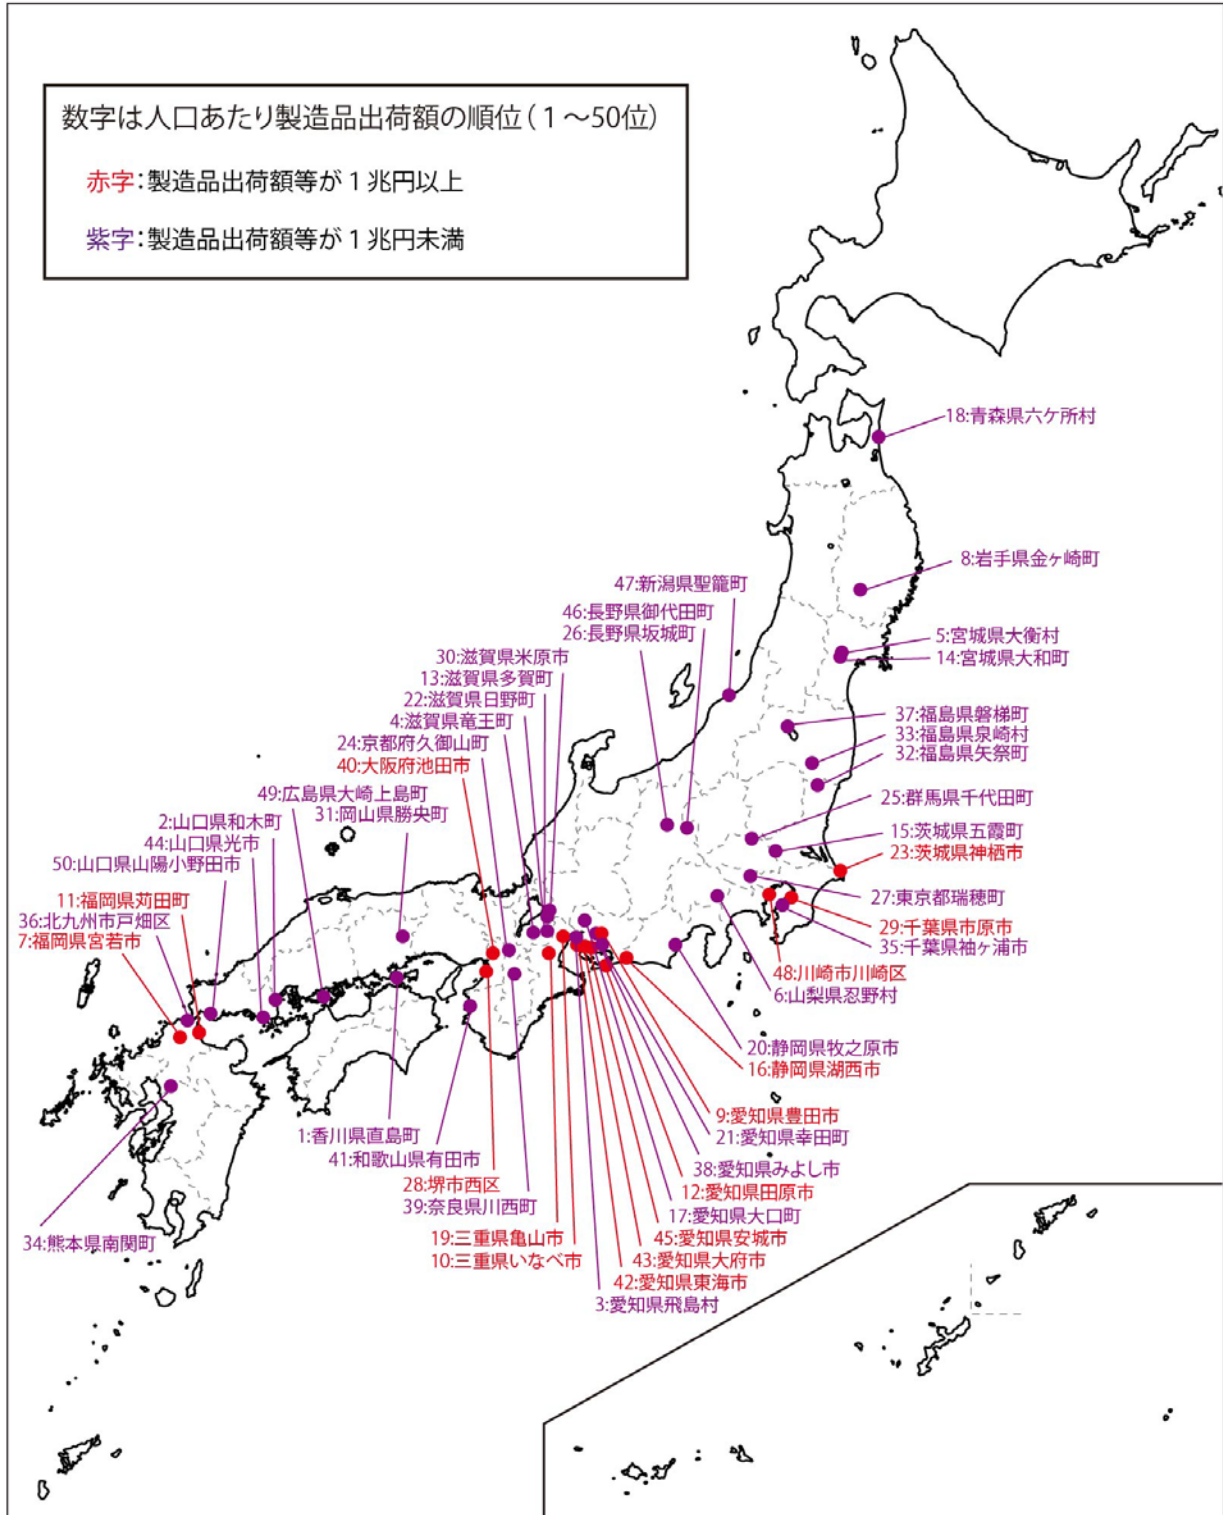 数字は人口あたり製造品出荷額の順位(1～50位)
赤字：製造品出荷額等が1兆円以上
紫字：製造品出荷額等が1兆円未満
18:青森県六ケ所村
8:岩手県金ヶ崎町
47:新潟県聖籠町
46:長野県御代田町
26:長野県坂城町
5:宮城県大衡村
14:宮城県大和町
30:滋賀県米原市
13:滋賀県多賀町
22:滋賀県日野町
4:滋賀県竜王町
24:京都府久御山町
40:大阪府池田市
37:福島県磐梯町
33:福島県泉崎村
32:福島県矢祭町
49:広島県大崎上島町
31:岡山県勝央町
2:山口県和木町
44:山口県光市
50:山口県山陽小野田市
25:群馬県千代田町
15:茨城県五霞町
23:茨城県神栖市
11:福岡県苅田町
36:北九州市戸畑区
7:福岡県宮若市
27:東京都瑞穂町
29:千葉県市原市
35:千葉県袖ヶ浦市
48:川崎市川崎区
6:山梨県忍野村
20:静岡県牧之原市
16:静岡県湖西市
9:愛知県豊田市
21:愛知県幸田町
38:愛知県みよし市
12:愛知県田原市
17:愛知県大口町
45:愛知県安城市
43:愛知県大府市
42:愛知県東海市
3:愛知県飛島村
1:香川県直島町
41:和歌山県有田市
28:堺市西区
39:奈良県川西町
19:三重県亀山市
10:三重県いなべ市
34:熊本県南関町